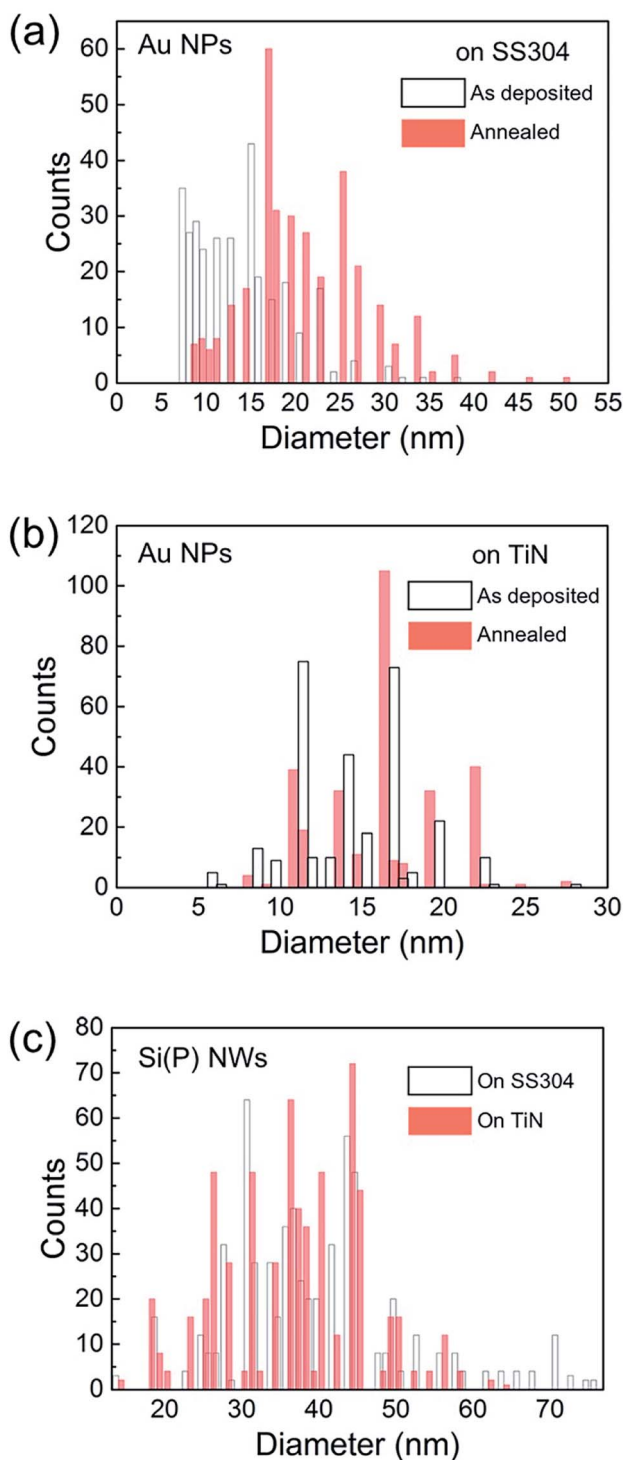 (a)
Au NPs
on SS304
As deposited
Annealed
60
50
40
30
20
10
0
Counts
0 5 10 15 20 25 30 35 40 45 50 55
Diameter (nm)
(b)
Au NPs
on TiN
As deposited
Annealed
120
100
80
60
40
20
0
Counts
0 5 10 15 20 25 30
Diameter (nm)
(c)
Si(P) NWs
On SS304
On TiN
80
70
60
50
40
30
20
10
0
Counts
20 30 40 50 60 70
Diameter (nm)